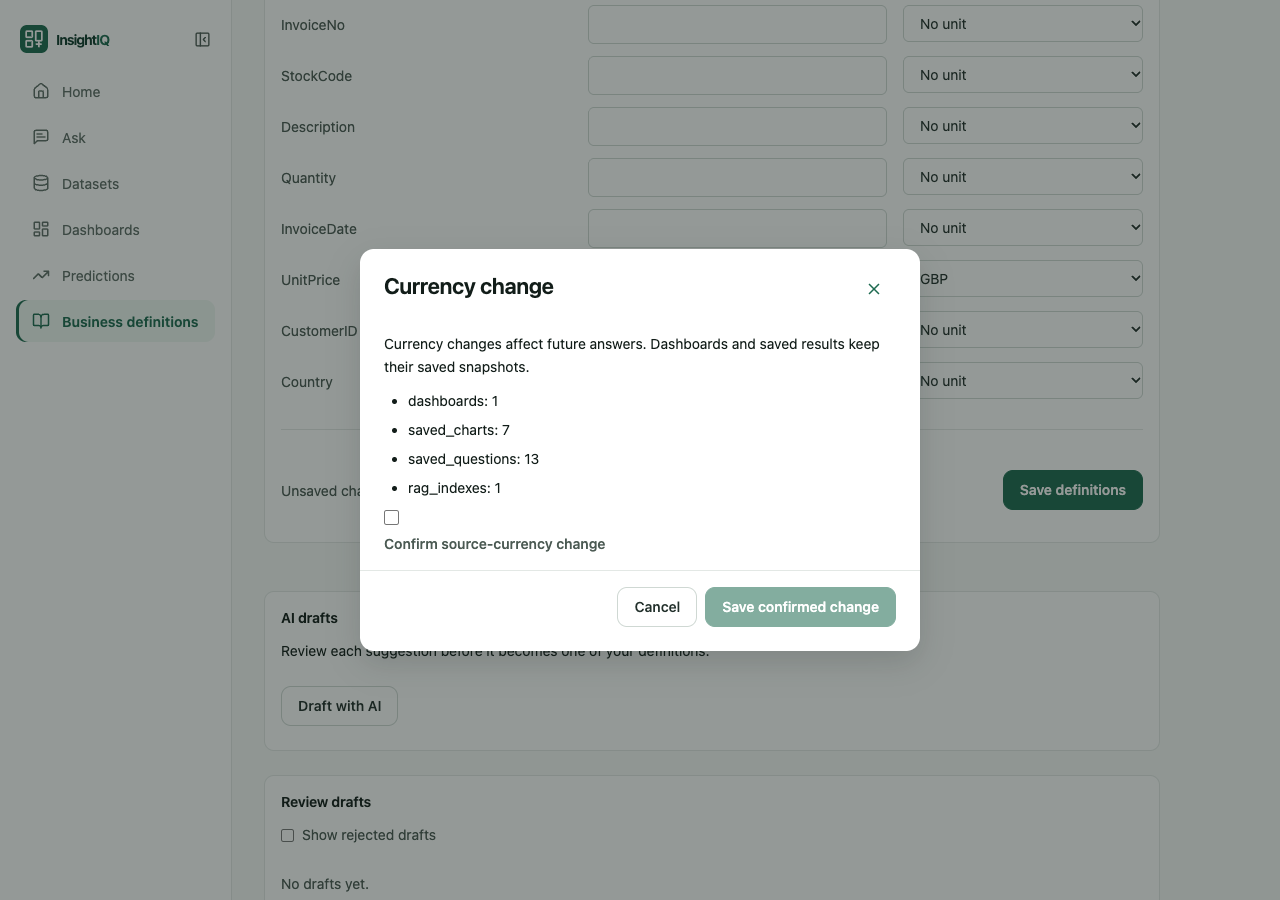 InsightIQ
Home
Ask
Datasets
Dashboards
Predictions
Business definitions
InvoiceNo
No unit
StockCode
No unit
Description
No unit
Quantity
No unit
InvoiceDate
No unit
UnitPrice
GBP
CustomerID
No unit
Country
No unit
Unsaved cha
Save definitions
Currency change
Currency changes affect future answers. Dashboards and saved results keep
their saved snapshots.
dashboards: 1
saved_charts: 7
saved_questions: 13
rag_indexes: 1
Confirm source-currency change
Cancel
Save confirmed change
AI drafts
Review each suggestion before it becomes one of your definitions.
Draft with AI
Review drafts
Show rejected drafts
No drafts yet.